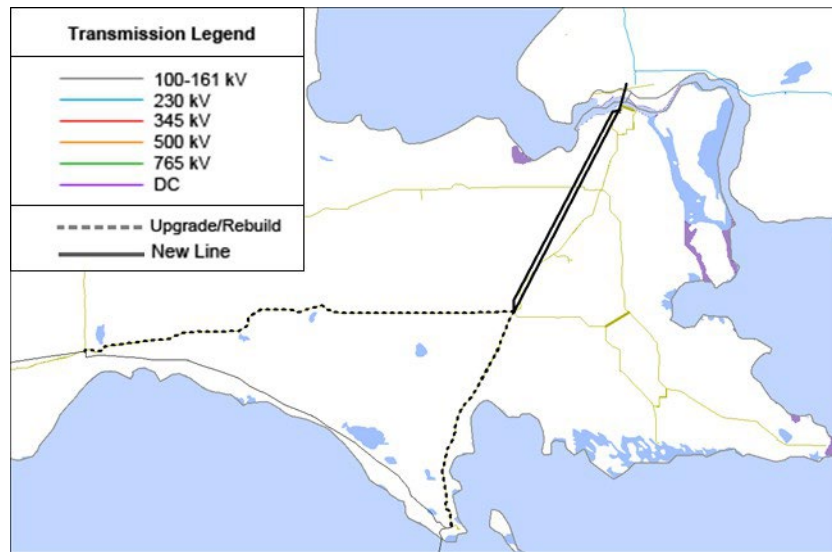 Transmission Legend
100-161 kV
230 kV
345 kV
500 kV
765 kV
DC
Upgrade/Rebuild
New Line